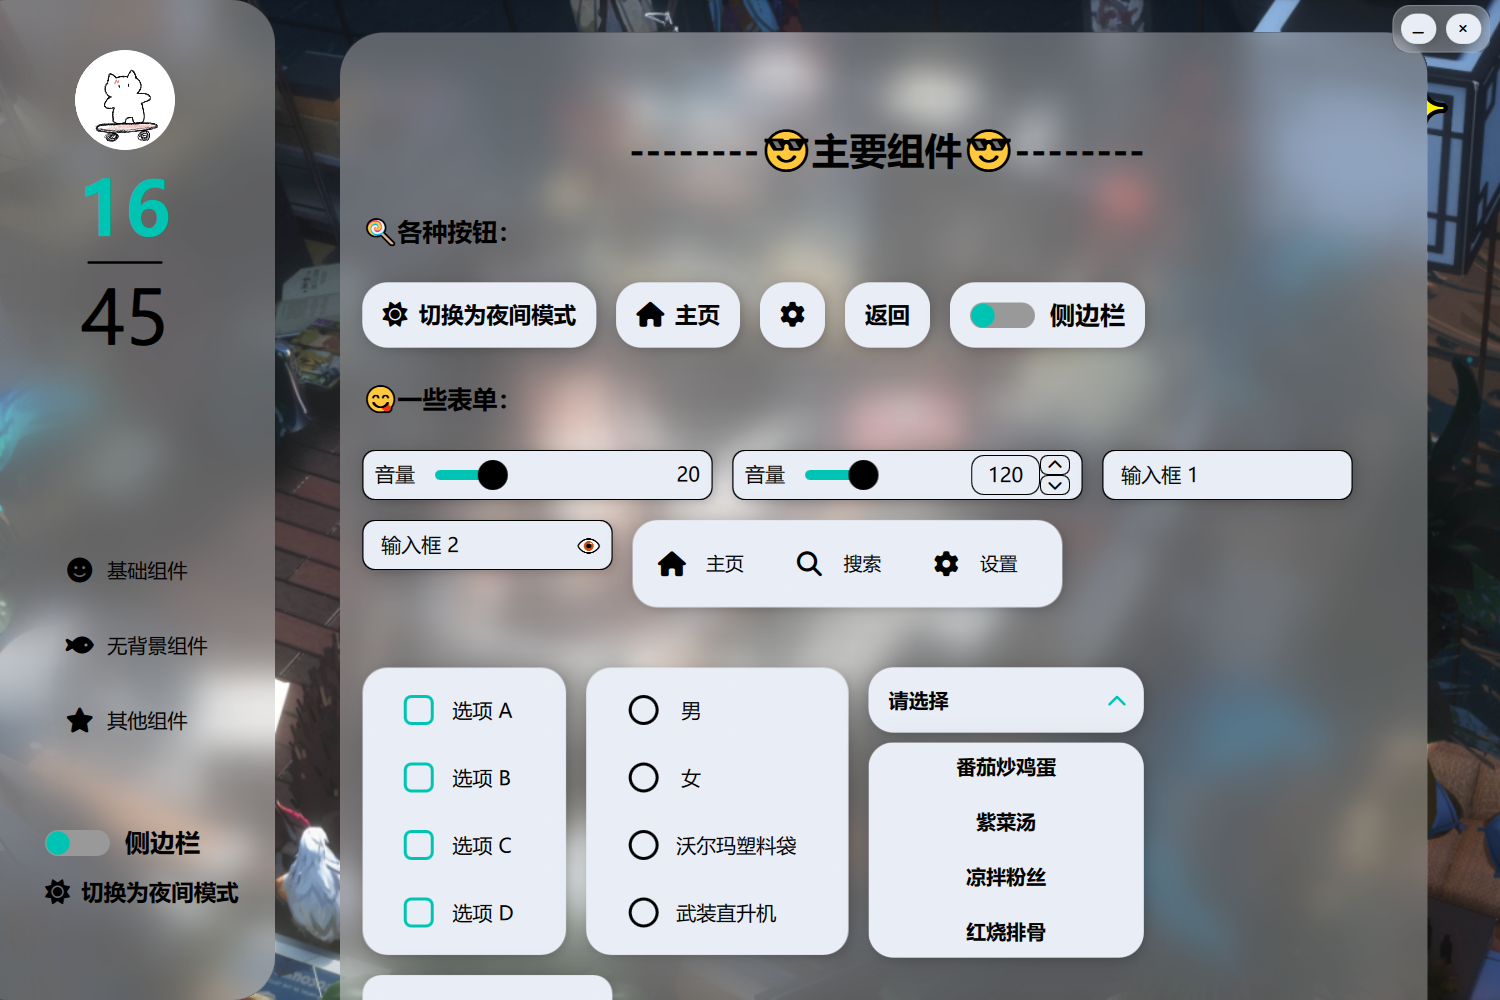 16
45
基础组件
无背景组件
其他组件
侧边栏
切换为夜间模式
--------😎主要组件😎--------
🍭各种按钮：
切换为夜间模式
主页
返回
侧边栏
😋一些表单：
音量 20
音量 120
输入框 1
输入框 2
主页 搜索 设置
选项 A
选项 B
选项 C
选项 D
男
女
沃尔玛塑料袋
武装直升机
请选择
番茄炒鸡蛋
紫菜汤
凉拌粉丝
红烧排骨